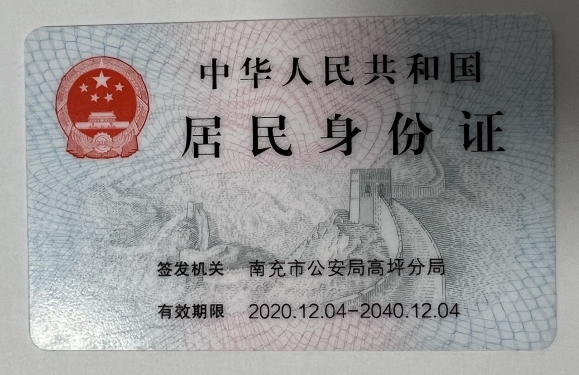 中华人民共和国
居民身份证
签发机关 南充市公安局高坪分局
有效期限 2020.12.04-2040.12.04